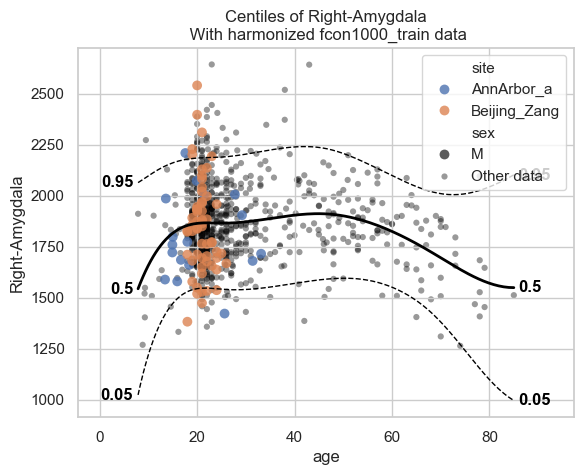 Centiles of Right-Amygdala
With harmonized fcon1000_train data
site
AnnArbor_a
Beijing_Zang
sex
M
Other data
Right-Amygdala
2500
2250
2000
1750
1500
1250
1000
0.95
0.5
0.05
0.95
0.5
0.05
0
20
40
60
80
age